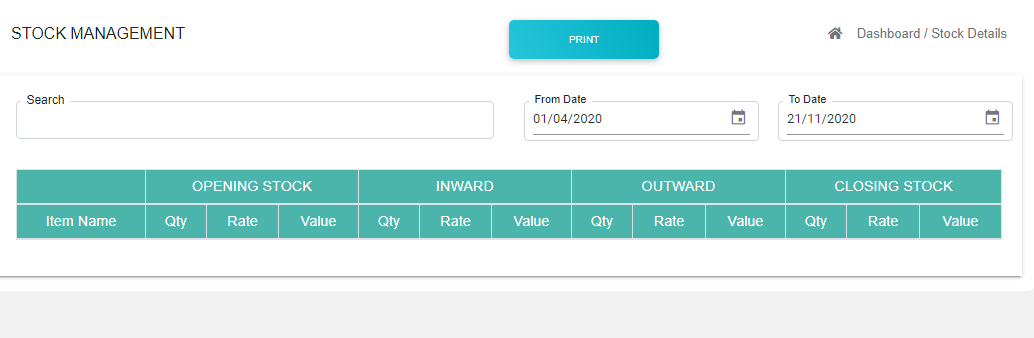 STOCK MANAGEMENT
PRINT
Dashboard / Stock Details
Search
From Date
01/04/2020
To Date
21/11/2020
OPENING STOCK INWARD OUTWARD CLOSING STOCK
Item Name Qty Rate Value Qty Rate Value Qty Rate Value Qty Rate Value